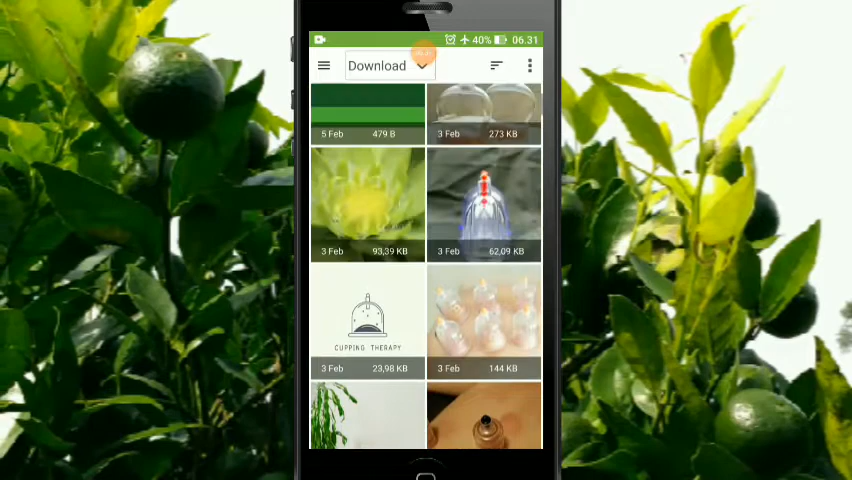 40% 06.31
Download
5 Feb 479 B
3 Feb 273 KB
3 Feb 93,39 KB
3 Feb 62,09 KB
CUPPING THERAPY
3 Feb 23,98 KB
3 Feb 144 KB